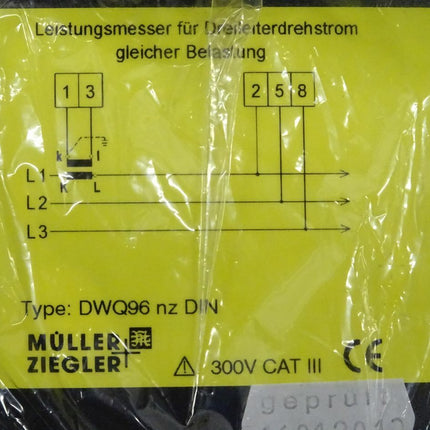 Leistungsmesser für Dreileiterdrehstrom
gleicher Belastung
1 3 2 5 8
k l
L1
K L
L2
L3
Type: DWQ96 nz DIN
MÜLLER
ZIEGLER
300V CAT III CE
geprüft